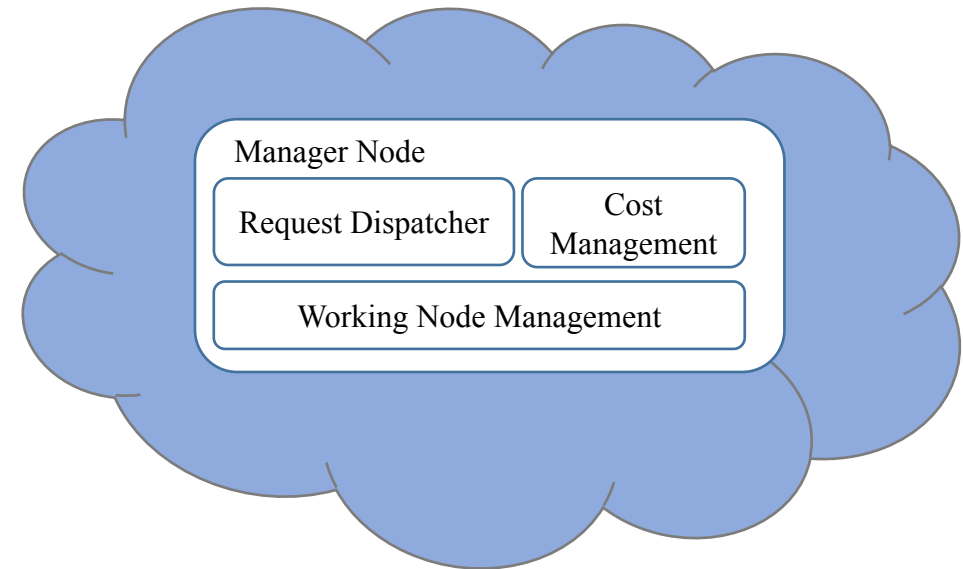 Manager Node
Request Dispatcher
Cost
Management
Working Node Management